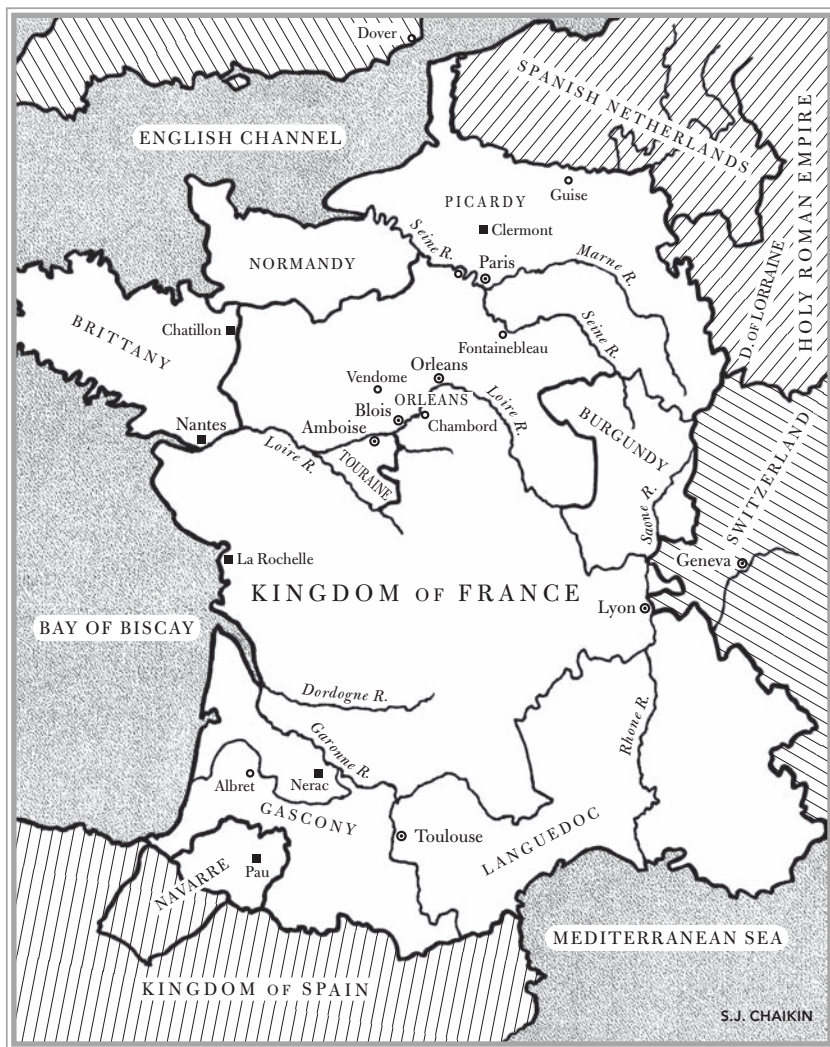 Dover
SPANISH NETHERLANDS
HOLY ROMAN EMPIRE
ENGLISH CHANNEL
Guise
PICARDY
Clermont
Seine R.
Paris
Marne R.
NORMANDY
D. OF LORRAINE
BRITTANY
Chatillon
Fontainebleau
Seine R.
Orleans
Vendome
ORLEANS
Loire R.
Blois
Chambord
BURGUNDY
Nantes
Amboise
Loire R.
TOURAINE
SWITZERLAND
Saone R.
La Rochelle
Geneva
KINGDOM OF FRANCE
Lyon
BAY OF BISCAY
Dordogne R.
Rhone R.
Garonne R.
Albret
Nerac
GASCONY
Toulouse
LANGUEDOC
NAVARRE
Pau
MEDITERRANEAN SEA
KINGDOM OF SPAIN
S.J. CHAIKIN